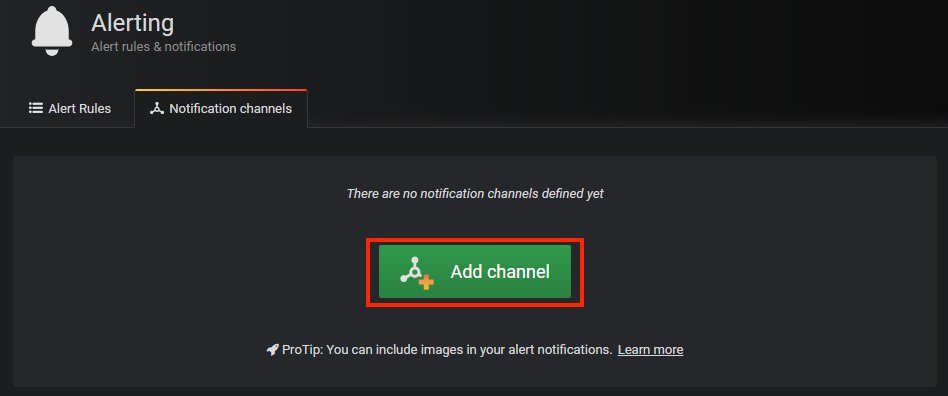 Alerting
Alert rules & notifications
Alert Rules
Notification channels
There are no notification channels defined yet
Add channel
ProTip: You can include images in your alert notifications. Learn more